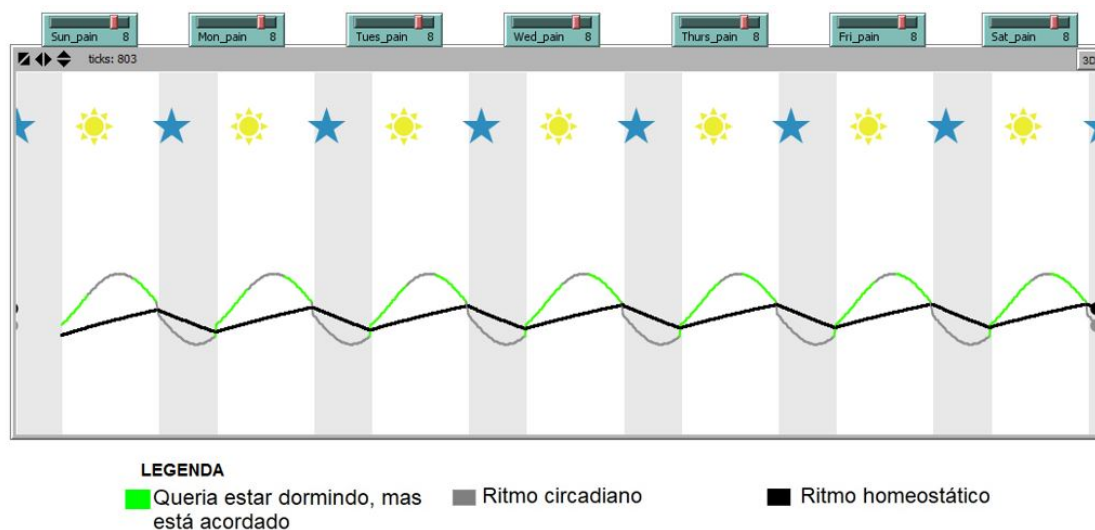 Sun_pain 8
Mon_pain 8
Tues_pain 8
Wed_pain 8
Thurs_pain 8
Fri_pain 8
Sat_pain 8
ticks: 803
3D
LEGENDA
Queria estar dormindo, mas
está acordado
Ritmo circadiano
Ritmo homeostático